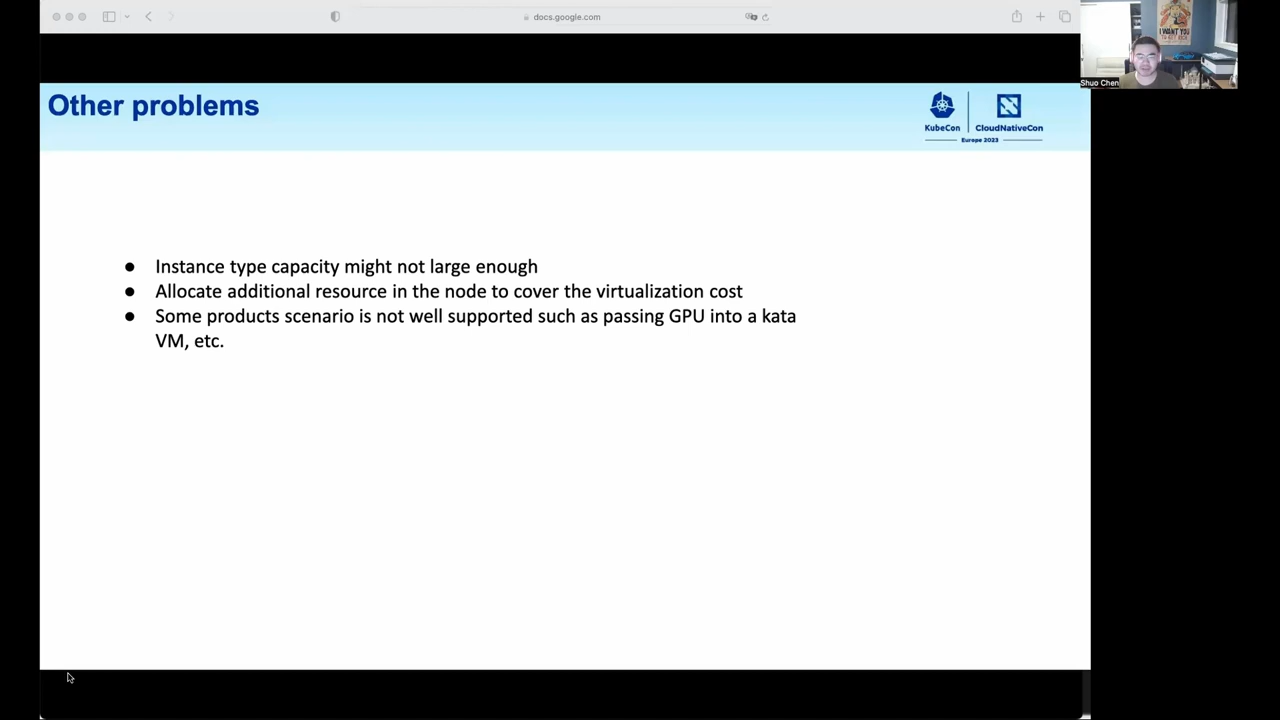 docs.google.com
Other problems
KubeCon
CloudNativeCon
Europe 2023
● Instance type capacity might not large enough
● Allocate additional resource in the node to cover the virtualization cost
● Some products scenario is not well supported such as passing GPU into a kata
VM, etc.
I WANT YOU
Shuo Chen